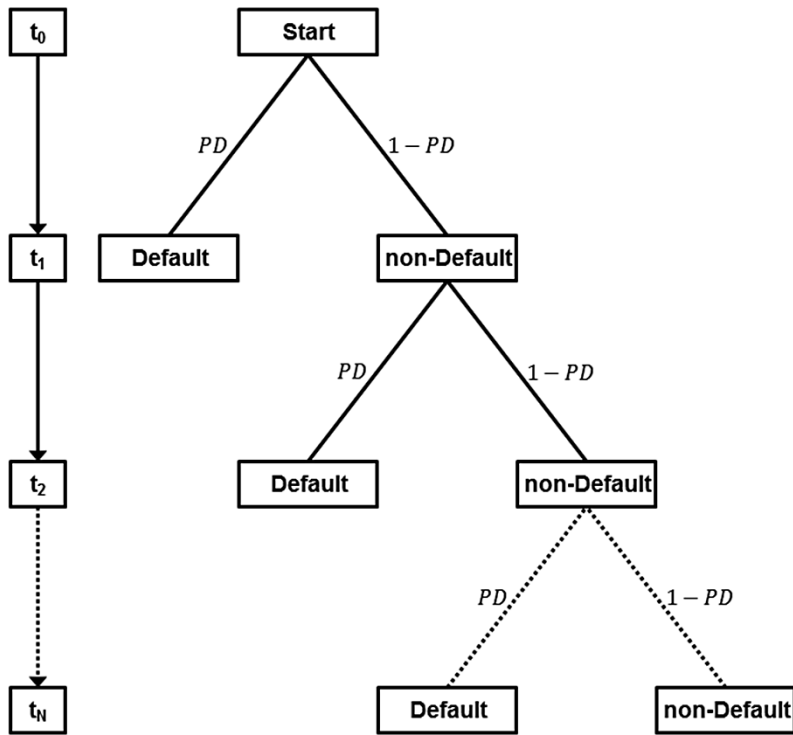 t₀ Start
PD 1 − PD
t₁ Default non-Default
PD 1 − PD
t₂ Default non-Default
PD 1 − PD
t_N Default non-Default